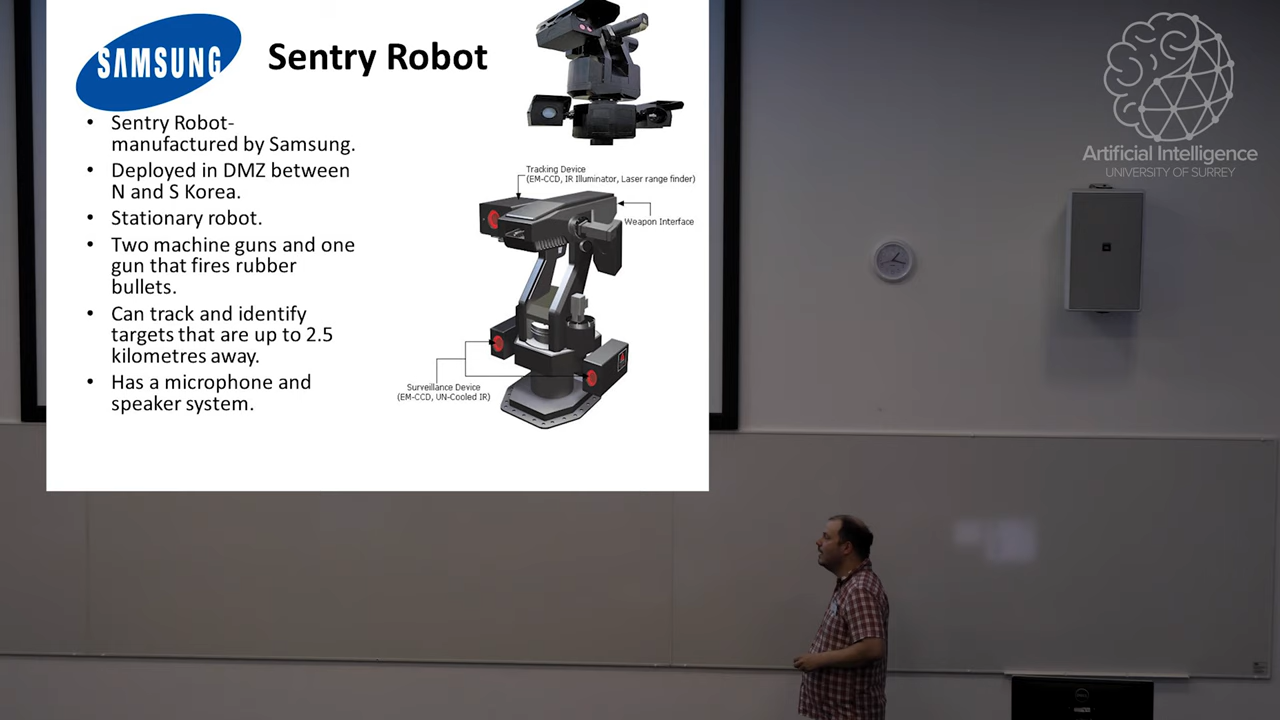 SAMSUNG
Sentry Robot
• Sentry Robot-
manufactured by Samsung.
• Deployed in DMZ between
N and S Korea.
• Stationary robot.
• Two machine guns and one
gun that fires rubber
bullets.
• Can track and identify
targets that are up to 2.5
kilometres away.
• Has a microphone and
speaker system.
Tracking Device
(EM-CCD, IR Illuminator, Laser range finder)
Weapon Interface
Surveillance Device
(EM-CCD, UN-Cooled IR)
Artificial Intelligence
UNIVERSITY OF SURREY
DELL